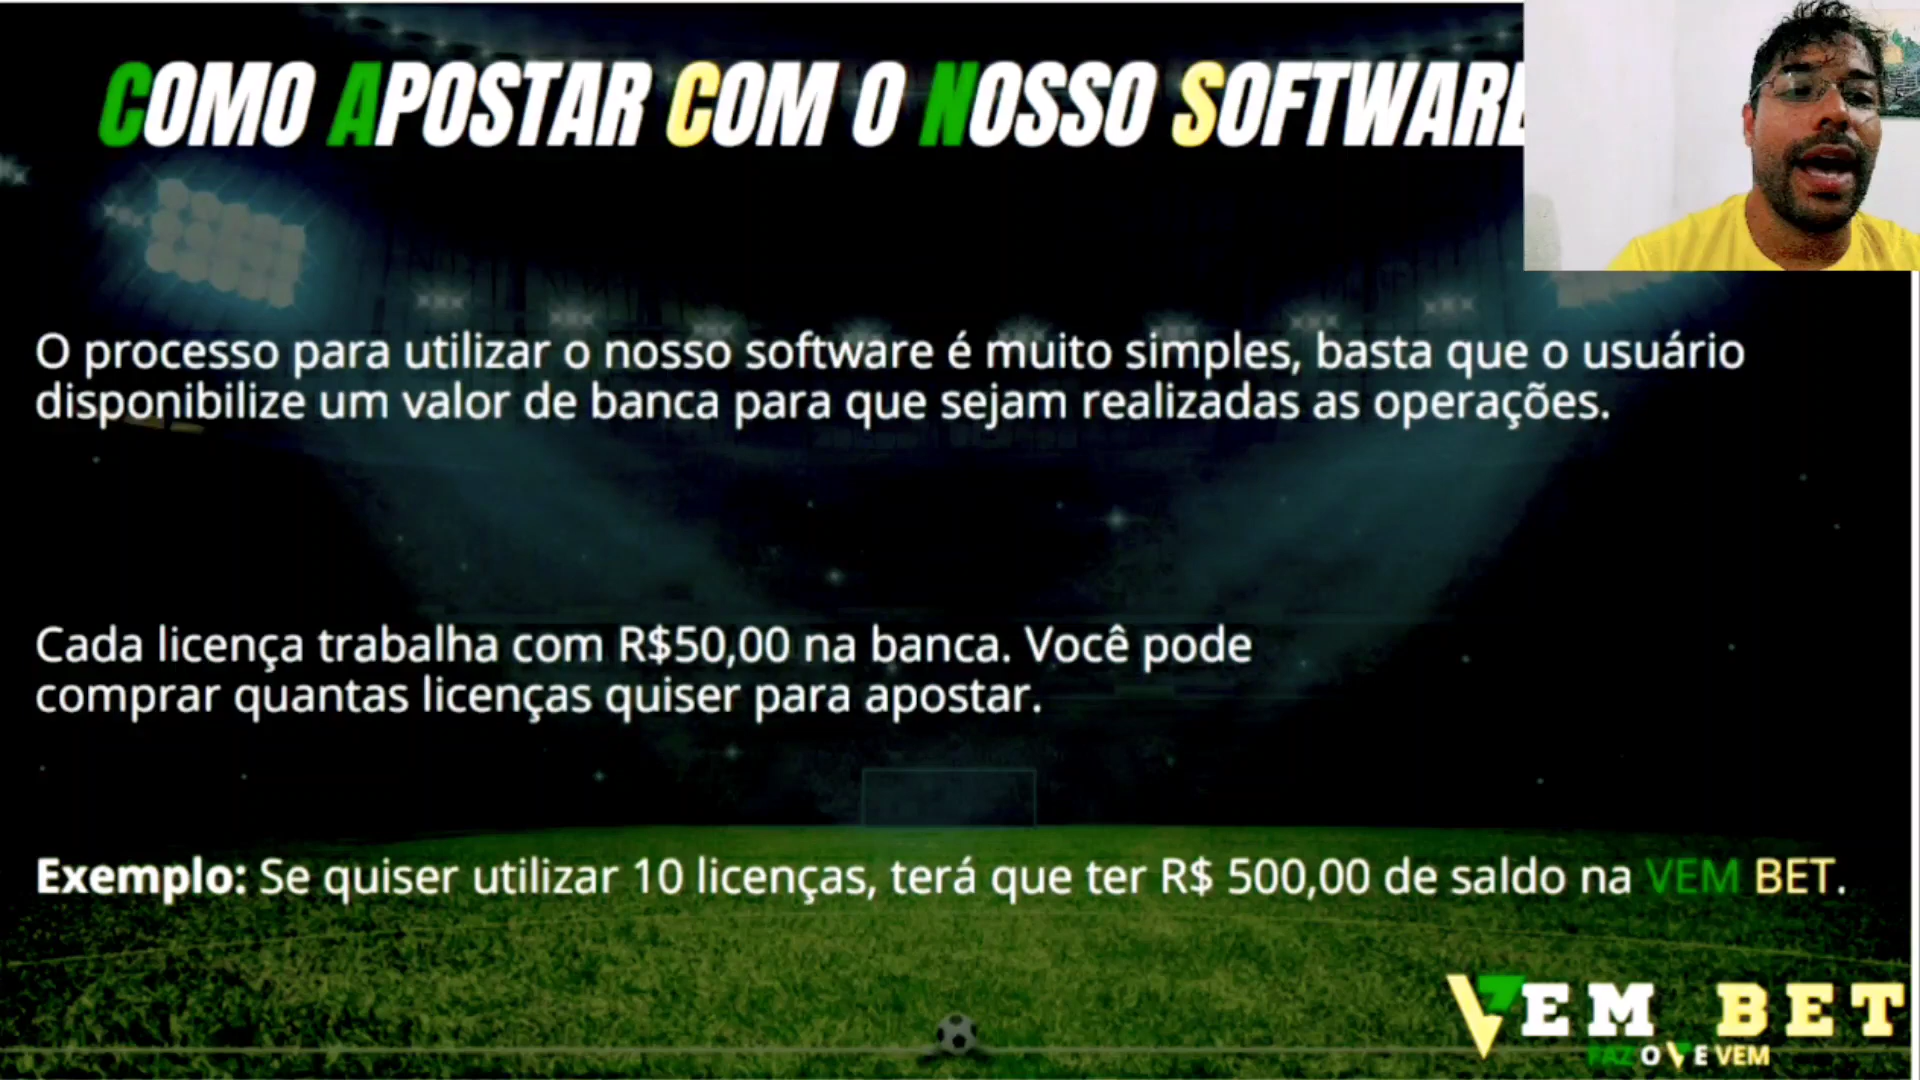 COMO APOSTAR COM O NOSSO SOFTWARE
O processo para utilizar o nosso software é muito simples, basta que o usuário
disponibilize um valor de banca para que sejam realizadas as operações.
Cada licença trabalha com R$50,00 na banca. Você pode
comprar quantas licenças quiser para apostar.
Exemplo: Se quiser utilizar 10 licenças, terá que ter R$ 500,00 de saldo na VEM BET.
VEM BET
FAZ O V E VEM